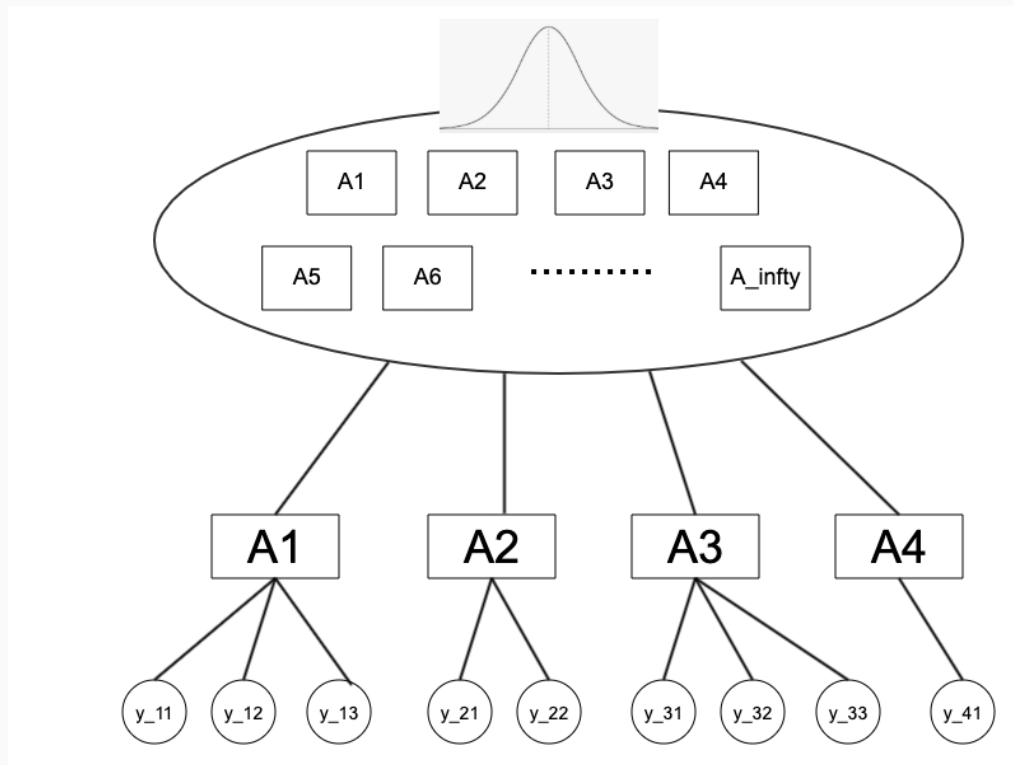 A1 A2 A3 A4
A5 A6 .......... A_infty
A1 A2 A3 A4
y_11 y_12 y_13 y_21 y_22 y_31 y_32 y_33 y_41